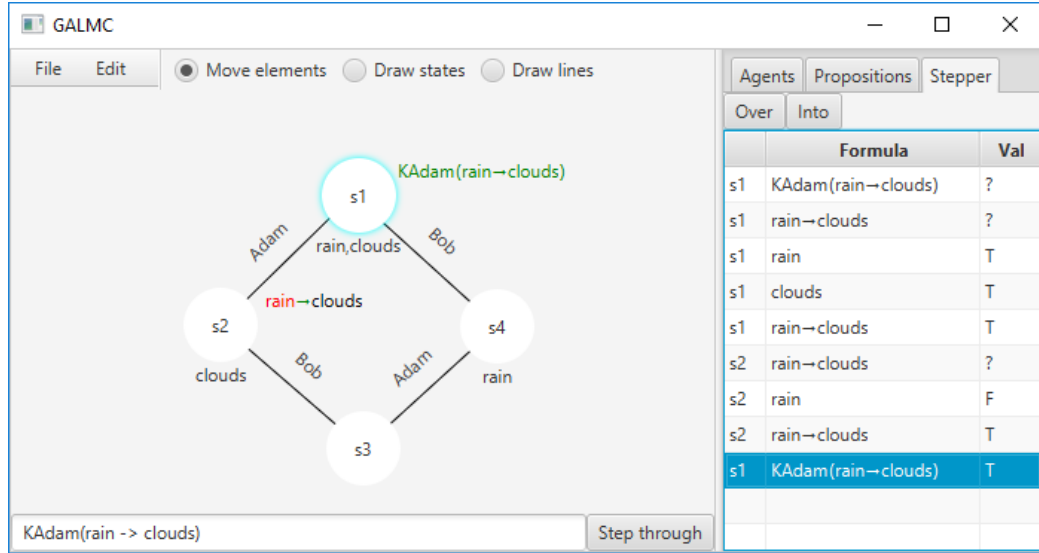 GALMC
File Edit Move elements Draw states Draw lines
Agents Propositions Stepper
Over Into
Formula Val
s1 KAdam(rain→clouds) ?
s1 rain→clouds ?
s1 rain T
s1 clouds T
s1 rain→clouds T
s2 rain→clouds ?
s2 rain F
s2 rain→clouds T
s1 KAdam(rain→clouds) T
KAdam(rain→clouds)
s1
Adam
rain,clouds
Bob
rain→clouds
s2
s4
clouds
Bob
Adam
rain
s3
KAdam(rain -> clouds) Step through